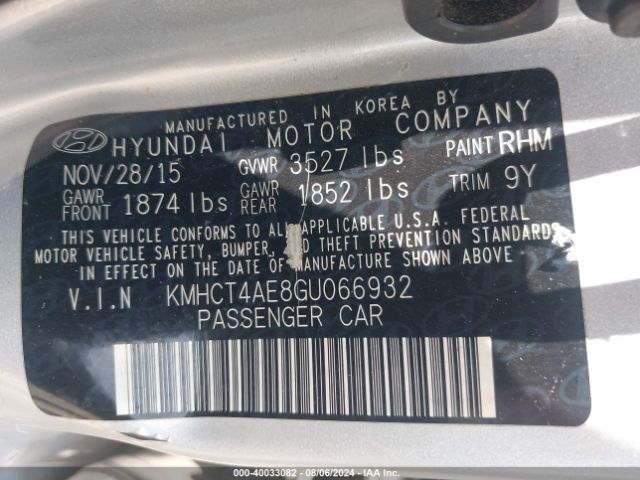 MANUFACTURED IN KOREA BY
HYUNDAI MOTOR COMPANY
NOV/28/15 GVWR 3527 lbs PAINT RHM
GAWR FRONT 1874 lbs GAWR REAR 1852 lbs TRIM 9Y
THIS VEHICLE CONFORMS TO ALL APPLICABLE U.S.A. FEDERAL
MOTOR VEHICLE SAFETY, BUMPER, THEFT PREVENTION STANDARDS
IN EFFECT ON THE DATE OF MANUFACTURE SHOWN ABOVE
V.I.N KMHCT4AE8GU066932
PASSENGER CAR
000-40033082 - 08/06/2024 - IAA Inc.